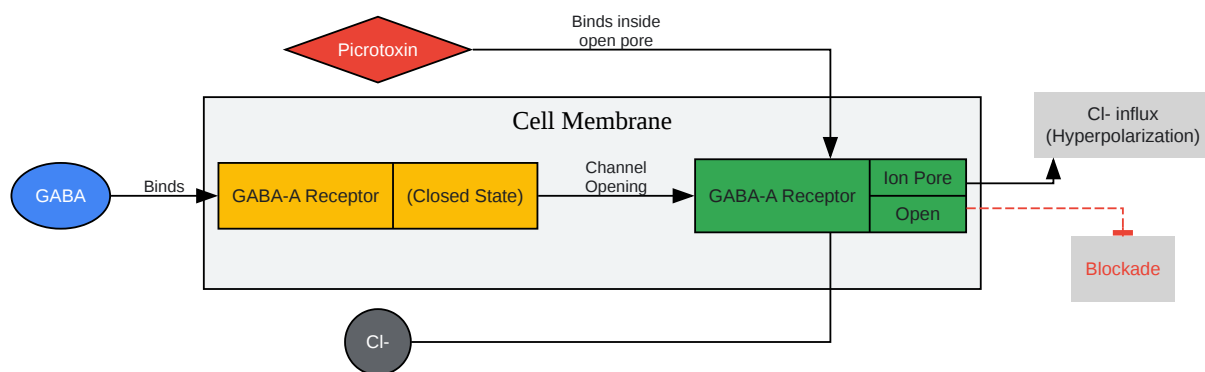 Picrotoxin
Binds inside
open pore
Cell Membrane
Cl- influx
(Hyperpolarization)
GABA
Binds
GABA-A Receptor
(Closed State)
Channel
Opening
GABA-A Receptor
Ion Pore
Open
Blockade
Cl-